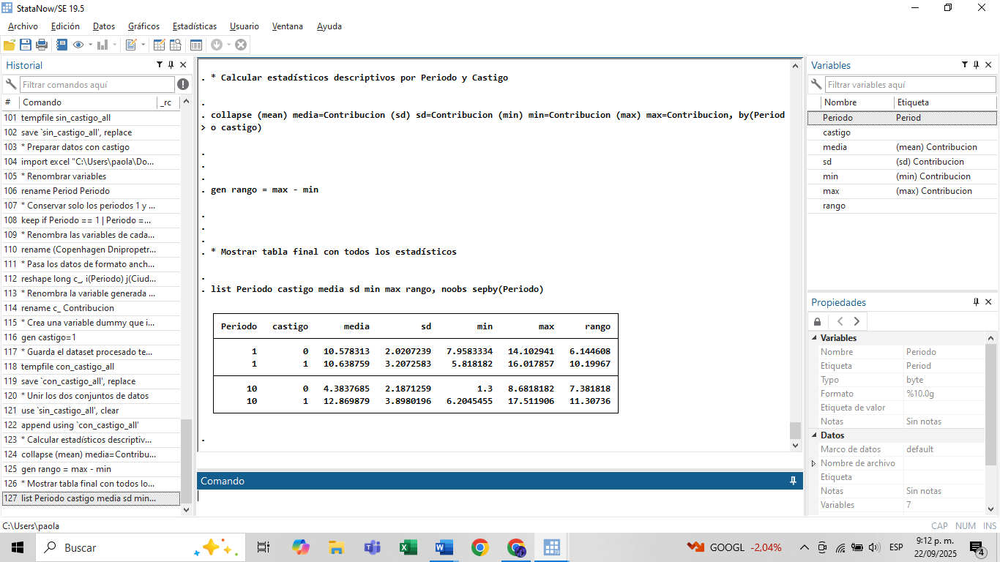 StataNow/SE 19.5
Archivo Edición Datos Gráficos Estadísticas Usuario Ventana Ayuda
Historial
Filtrar comandos aquí
# Comando _rc
101 tempfile sin_castigo_all
102 save `sin_castigo_all', replace
103 * Preparar datos con castigo
104 import excel "C:\Users\paola\Do...
105 * Renombrar variables
106 rename Period Periodo
107 * Conservar solo los periodos 1 y ...
108 keep if Periodo == 1 | Periodo =...
109 * Renombra las variables de cada...
110 rename (Copenhagen Dnipropetr...
111 * Pasa los datos de formato anch...
112 reshape long c_, i(Periodo) j(Ciud...
113 * Renombra la variable generada ...
114 rename c_ Contribucion
115 * Crea una variable dummy que i...
116 gen castigo=1
117 * Guarda el dataset procesado te...
118 tempfile con_castigo_all
119 save `con_castigo_all', replace
120 * Unir los dos conjuntos de datos
121 use `sin_castigo_all', clear
122 append using `con_castigo_all'
123 * Calcular estadísticos descriptiv...
124 collapse (mean) media=Contribu...
125 gen rango = max - min
126 * Mostrar tabla final con todos lo...
127 list Periodo castigo media sd min...
. * Calcular estadísticos descriptivos por Periodo y Castigo
.
. collapse (mean) media=Contribucion (sd) sd=Contribucion (min) min=Contribucion (max) max=Contribucion, by(Period
> o castigo)
.
.
.
. gen rango = max - min
.
.
.
. * Mostrar tabla final con todos los estadísticos
.
. list Periodo castigo media sd min max rango, noobs sepby(Periodo)
Periodo castigo media sd min max rango
1 0 10.578313 2.0207239 7.9583334 14.102941 6.144608
1 1 10.638759 3.2072583 5.818182 16.017857 10.19967
10 0 4.3837685 2.1871259 1.3 8.6818182 7.381818
10 1 12.869879 3.8980196 6.2045455 17.511906 11.30736
.
Comando
Variables
Filtrar variables aquí
Nombre Etiqueta
Periodo Period
castigo
media (mean) Contribucion
sd (sd) Contribucion
min (min) Contribucion
max (max) Contribucion
rango
Propiedades
Variables
Nombre Periodo
Etiqueta Period
Tipo byte
Formato %10.0g
Etiqueta de valor
Notas Sin notas
Datos
Marco de datos default
Nombre de archivo
Etiqueta
Notas Sin notas
Variables 7
C:\Users\paola
CAP NUM INS
Buscar
GOOGL -2,04%
ESP
9:12 p. m.
22/09/2025
4